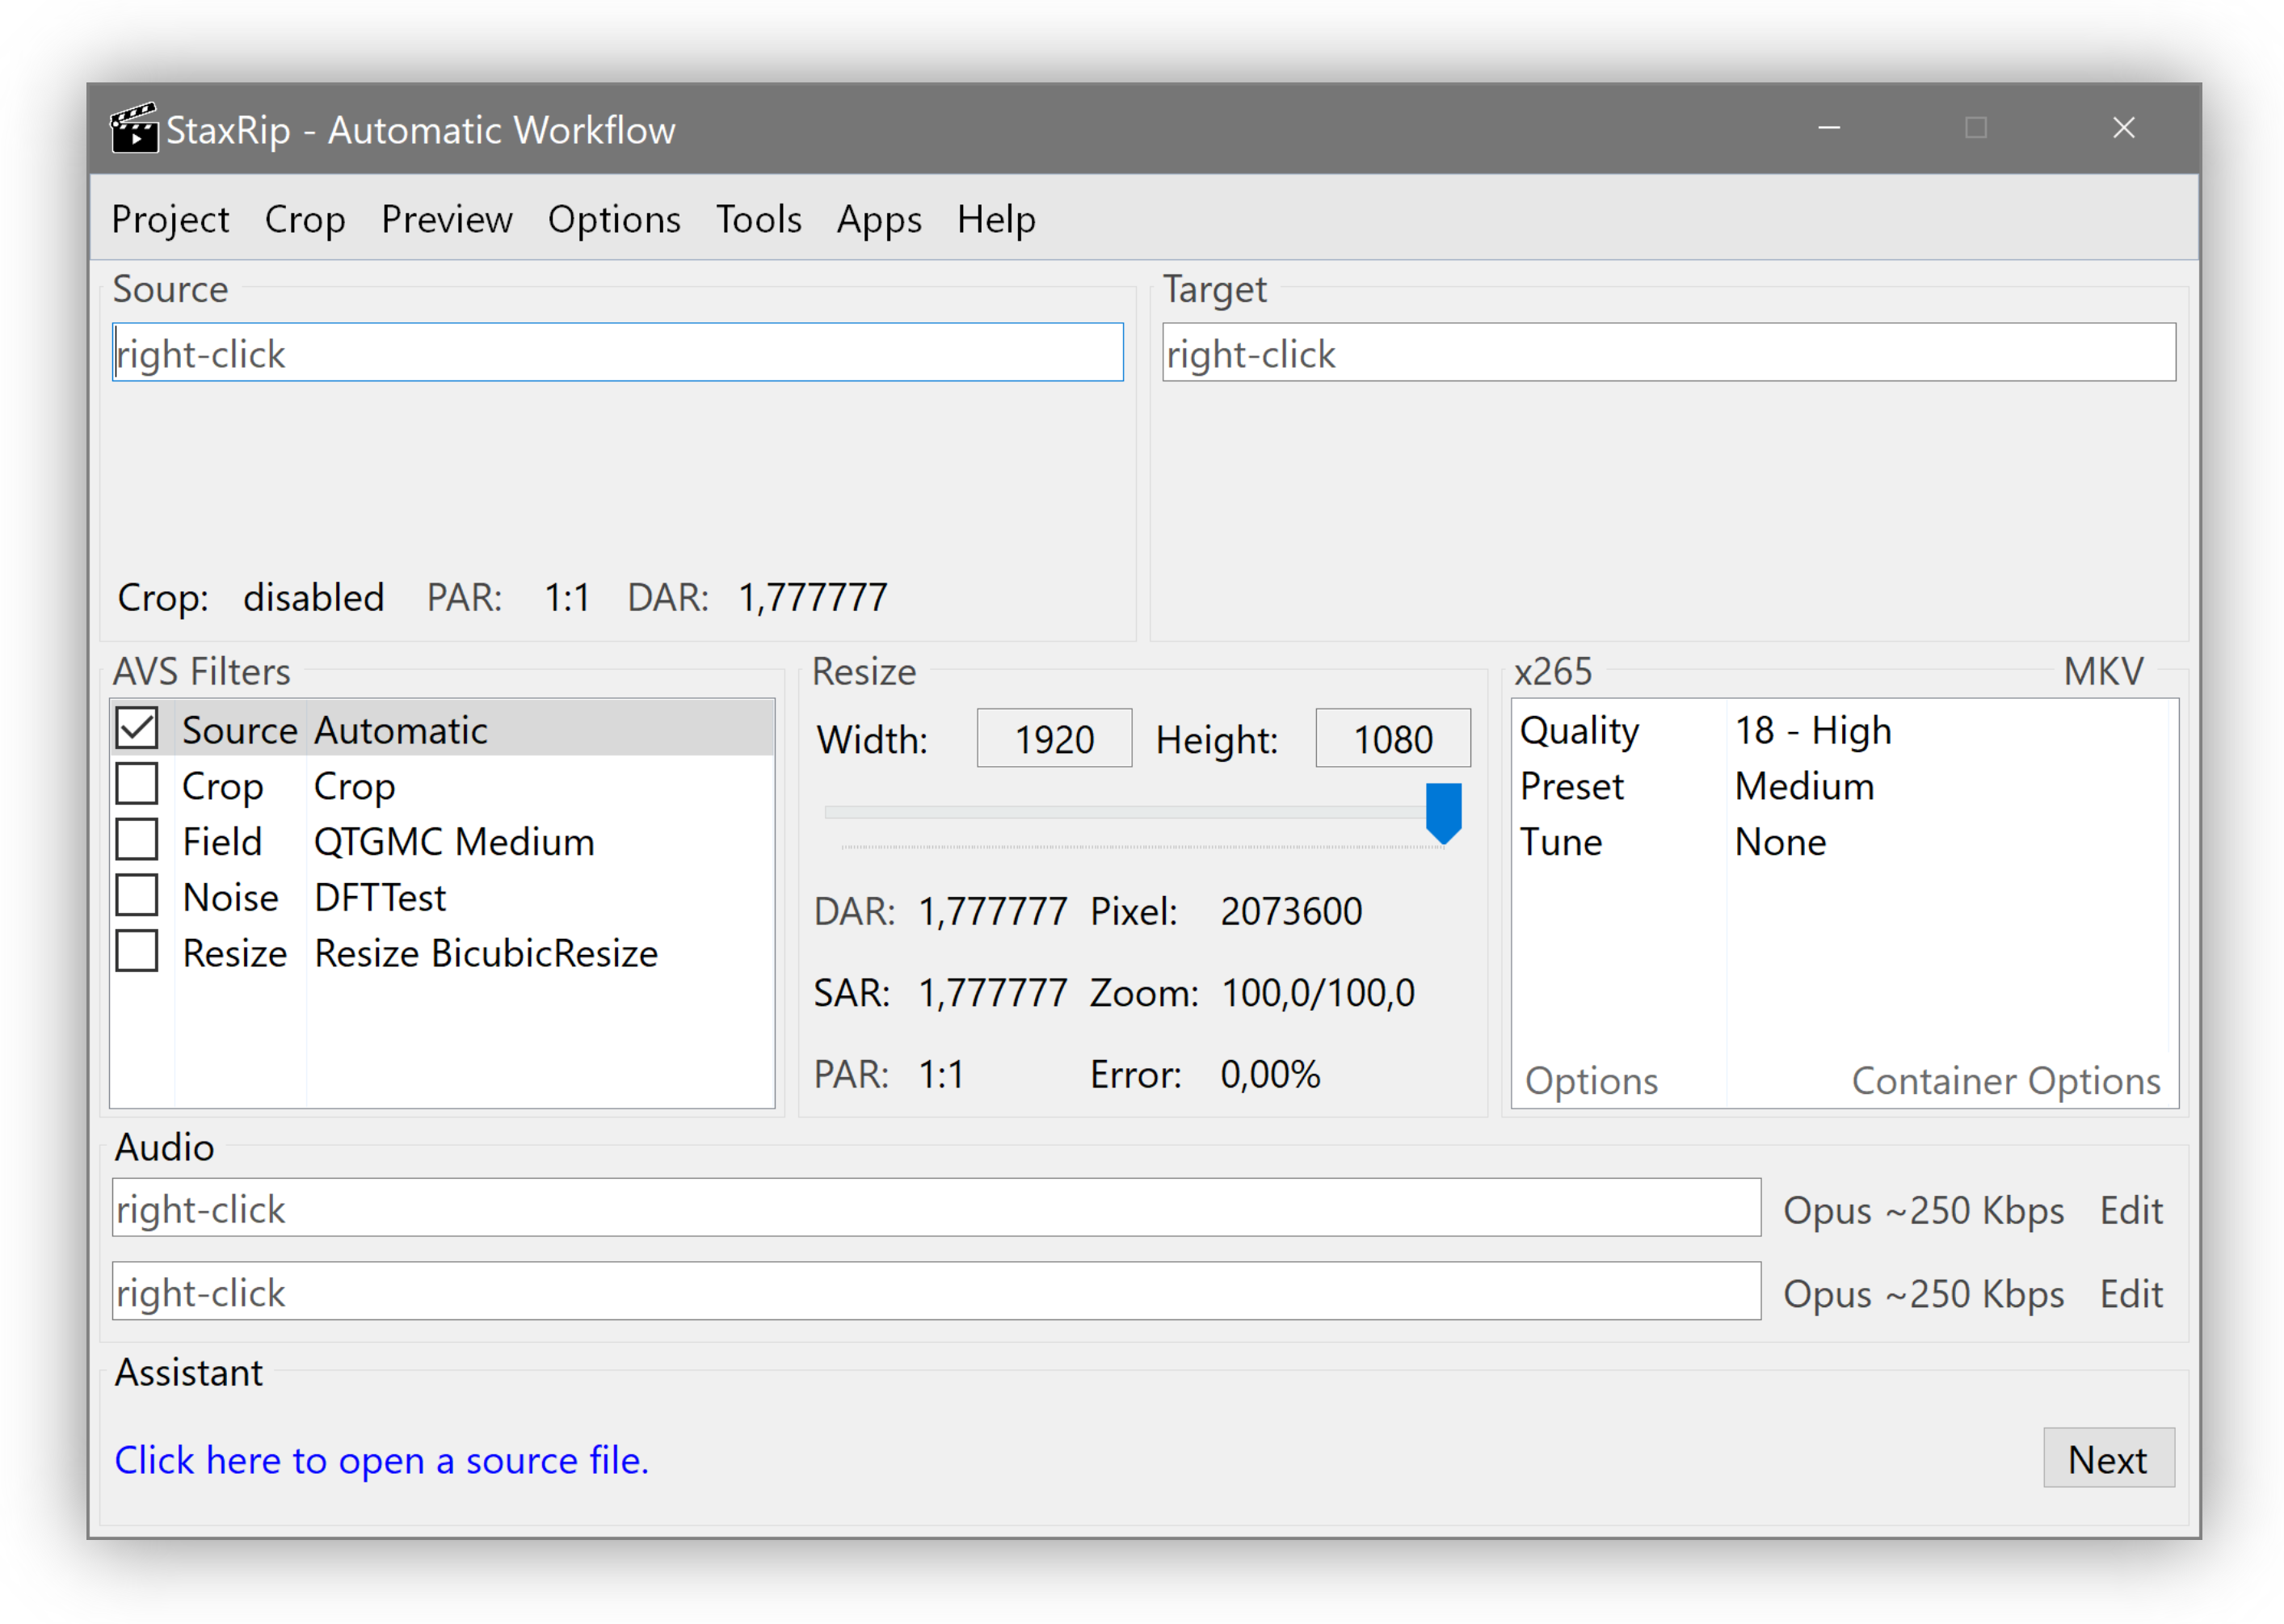 StaxRip - Automatic Workflow
Project Crop Preview Options Tools Apps Help
Source
right-click
Crop: disabled PAR: 1:1 DAR: 1,777777
Target
right-click
AVS Filters
Source Automatic
Crop Crop
Field QTGMC Medium
Noise DFTTest
Resize Resize BicubicResize
Resize
Width: 1920 Height: 1080
DAR: 1,777777 Pixel: 2073600
SAR: 1,777777 Zoom: 100,0/100,0
PAR: 1:1 Error: 0,00%
x265 MKV
Quality 18 - High
Preset Medium
Tune None
Options Container Options
Audio
right-click Opus ~250 Kbps Edit
right-click Opus ~250 Kbps Edit
Assistant
Click here to open a source file.
Next